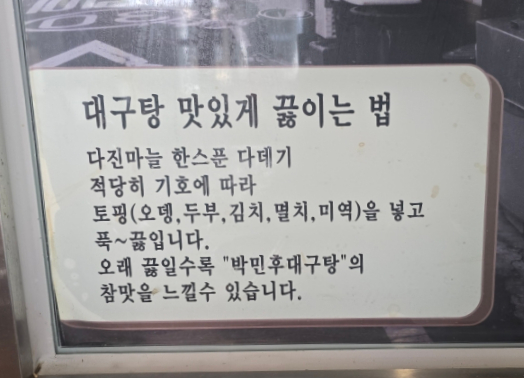 대구탕 맛있게 끓이는 법
다진마늘 한스푼 다데기
적당히 기호에 따라
토핑(오뎅,두부,김치,멸치,미역)을 넣고
푹~끓입니다.
오래 끓일수록 "박민후대구탕"의
참맛을 느낄수 있습니다.